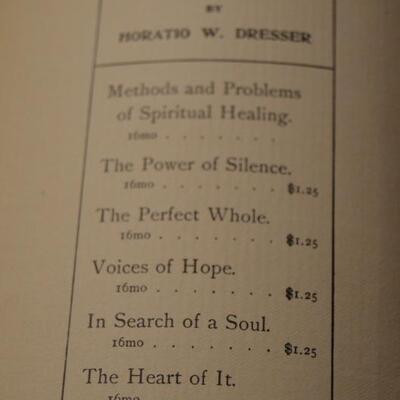 BY
HORATIO W. DRESSER
Methods and Problems
of Spiritual Healing.
16mo . . . . . . .
The Power of Silence.
16mo . . . . . . . $1.25
The Perfect Whole.
16mo . . . . . . . $1.25
Voices of Hope.
16mo . . . . . . . $1.25
In Search of a Soul.
16mo . . . . . . . $1.25
The Heart of It.
16mo